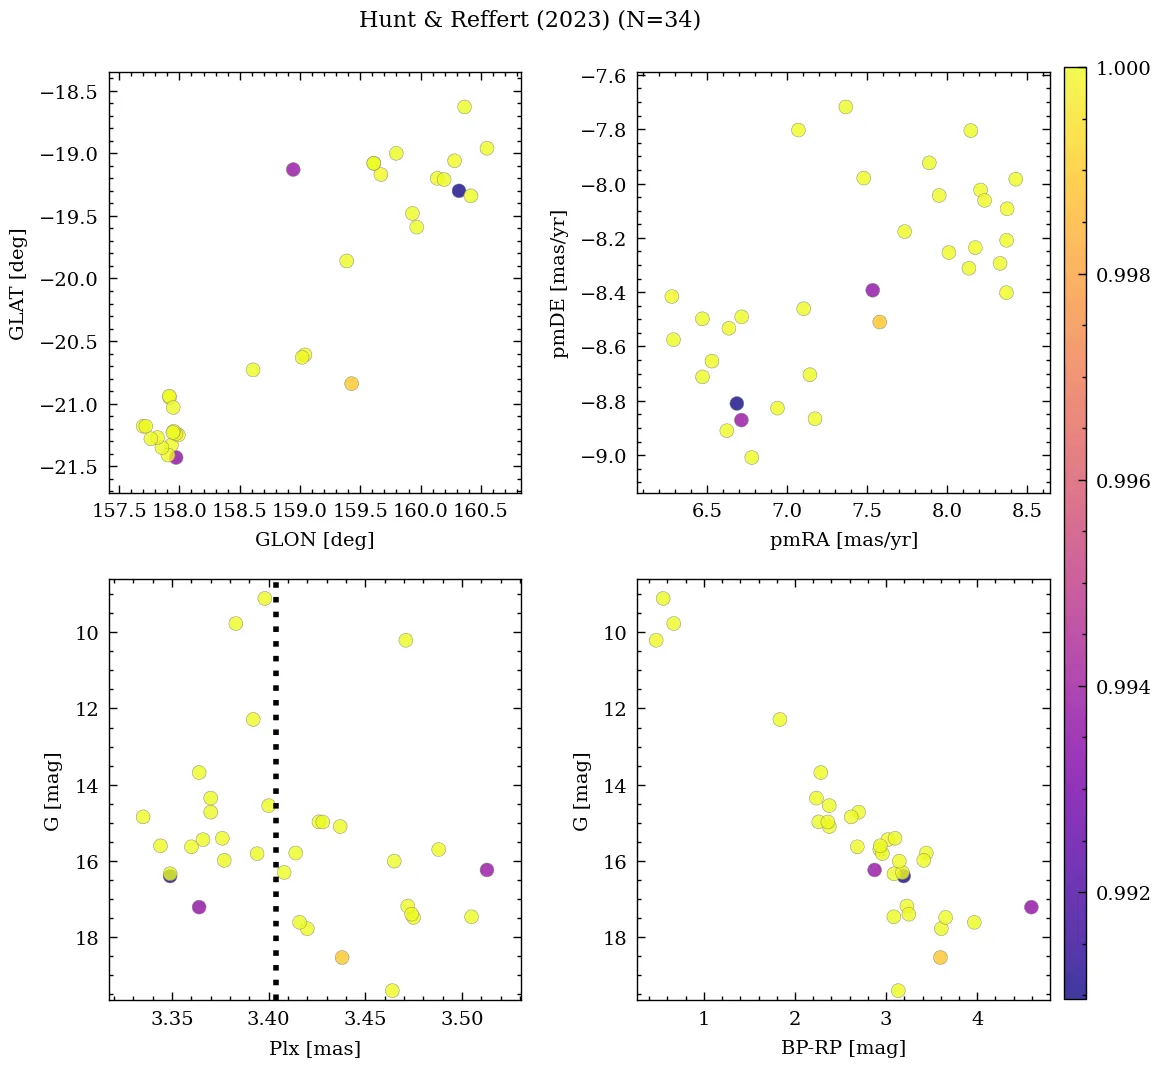 Hunt & Reffert (2023) (N=34)
−18.5
−19.0
−19.5
−20.0
−20.5
−21.0
−21.5
GLAT [deg]
157.5 158.0 158.5 159.0 159.5 160.0 160.5
GLON [deg]
−7.6
−7.8
−8.0
−8.2
−8.4
−8.6
−8.8
−9.0
pmDE [mas/yr]
6.5 7.0 7.5 8.0 8.5
pmRA [mas/yr]
1.000
0.998
0.996
0.994
0.992
10
12
14
16
18
G [mag]
3.35 3.40 3.45 3.50
Plx [mas]
10
12
14
16
18
G [mag]
1 2 3 4
BP-RP [mag]